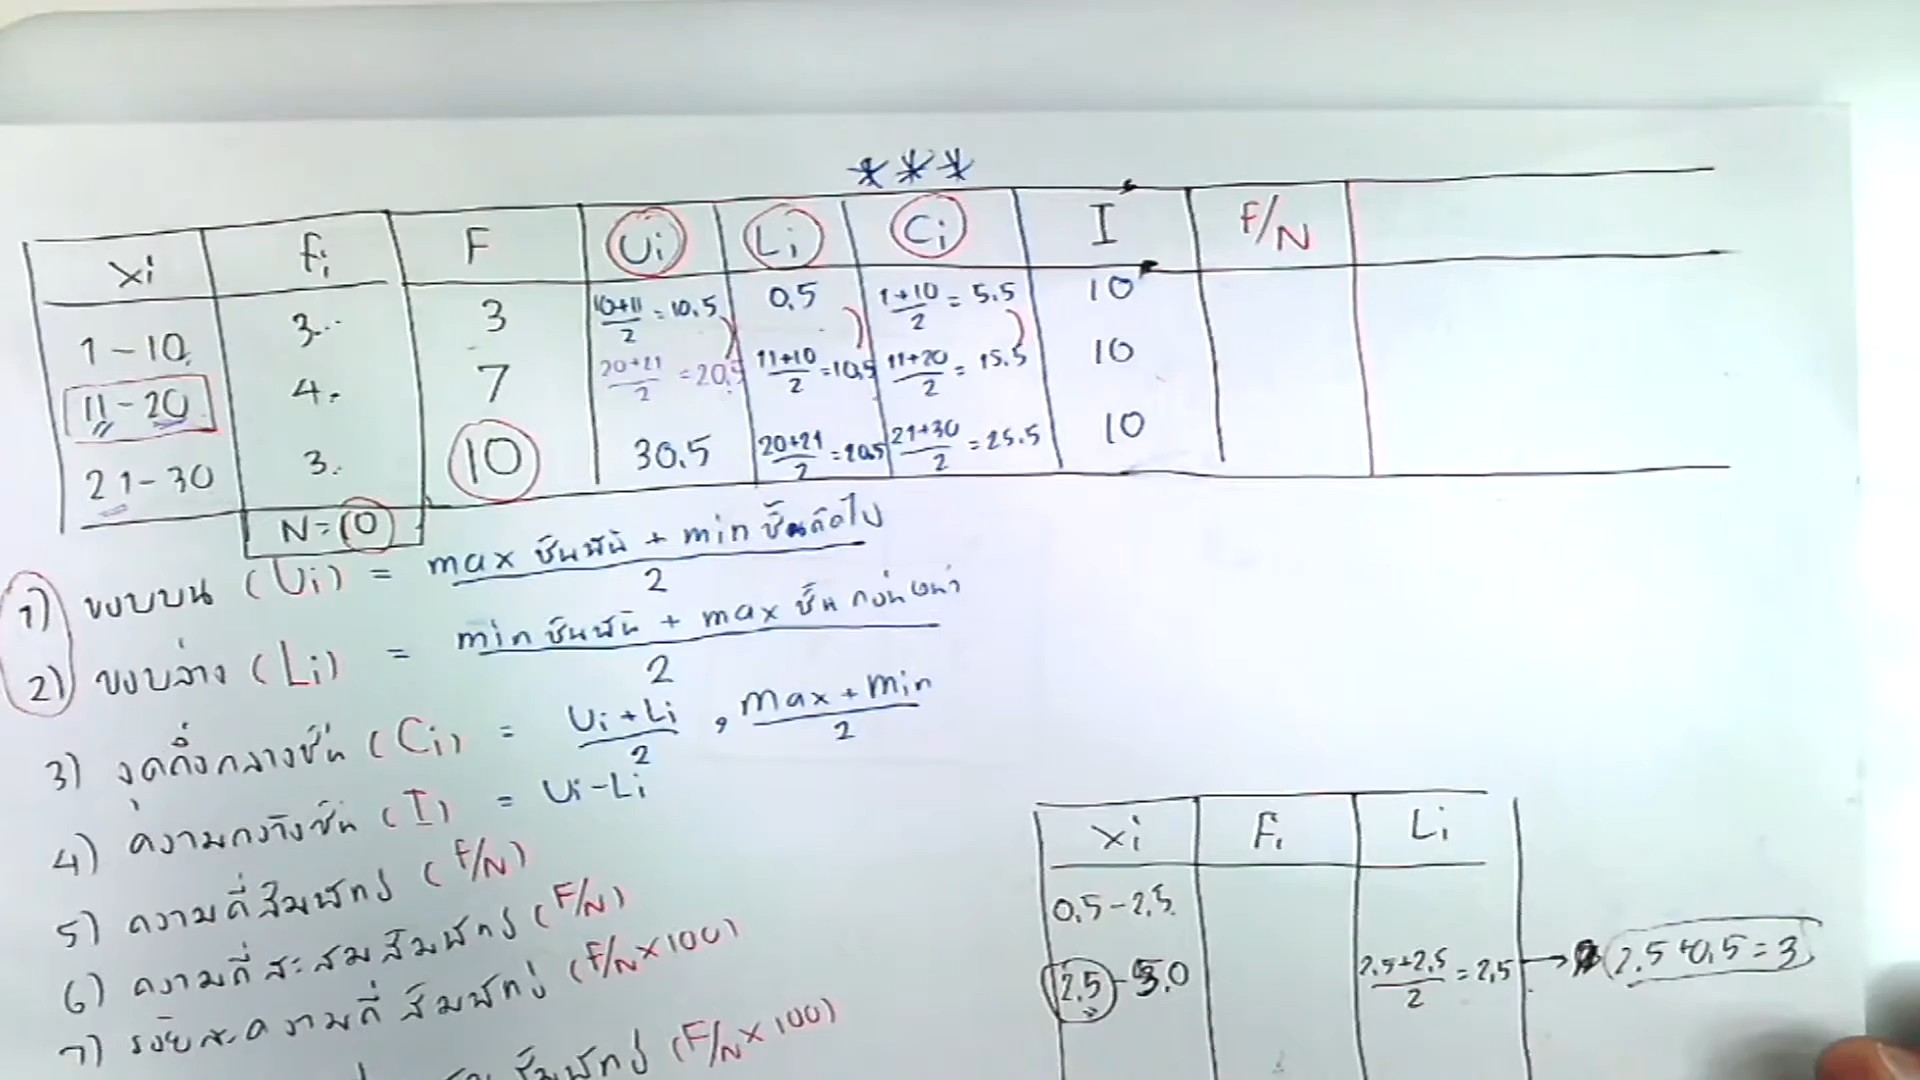 ***
xi fi F Ui Li Ci I F/N
1-10 3 3 10+11/2 = 10.5 0.5 1+10/2 = 5.5 10
11-20 4 7 20+21/2 = 20.5 11+10/2 = 10.5 11+20/2 = 15.5 10
21-30 3 10 30.5 20+21/2 = 20.5 21+30/2 = 25.5 10
N=10
1) ขอบบน (Ui) = max ชั้นมัน + min ชั้นถัดไป / 2
2) ขอบล่าง (Li) = min ชั้นมัน + max ชั้นก่อนหน้า / 2
3) จุดกึ่งกลางชั้น (Ci) = Ui+Li/2 , max+min/2
4) ความกว้างชั้น (I) = Ui-Li
5) ความถี่สัมพัทธ์ (f/N)
6) ความถี่สะสมสัมพัทธ์ (F/N)
7) ร้อยละความถี่สัมพัทธ์ (f/N×100)
สัมพัทธ์ (F/N×100)
xi Fi Li
0.5-2.5
2.5-5.0 2.5+2.5/2 = 2.5 → 2.5+0.5=3